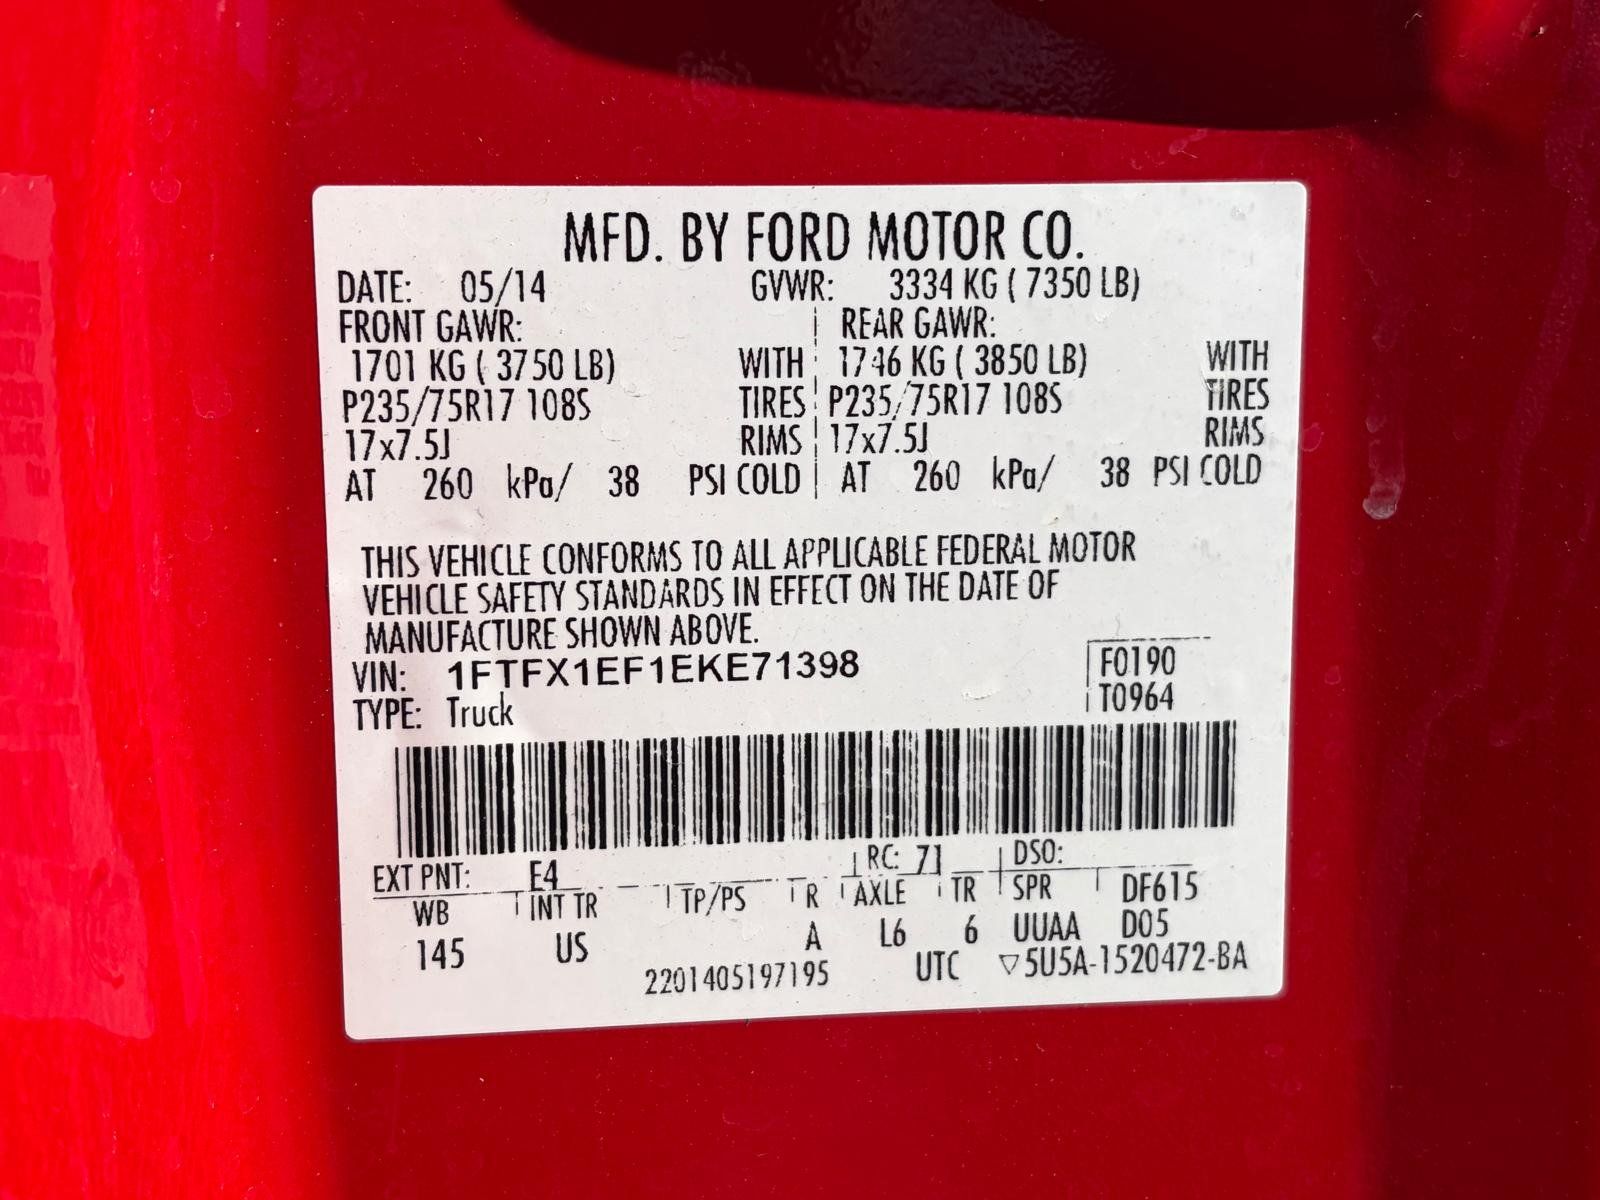 MFD. BY FORD MOTOR CO.
DATE: 05/14 GVWR: 3334 KG ( 7350 LB)
FRONT GAWR: REAR GAWR:
1701 KG ( 3750 LB) WITH 1746 KG ( 3850 LB) WITH
P235/75R17 108S TIRES P235/75R17 108S TIRES
17x7.5J RIMS 17x7.5J RIMS
AT 260 kPa/ 38 PSI COLD AT 260 kPa/ 38 PSI COLD
THIS VEHICLE CONFORMS TO ALL APPLICABLE FEDERAL MOTOR
VEHICLE SAFETY STANDARDS IN EFFECT ON THE DATE OF
MANUFACTURE SHOWN ABOVE.
VIN: 1FTFX1EF1EKE71398 F0190
TYPE: Truck T0964
EXT PNT: E4 RC: 71 DSO:
WB INT TR TP/PS R AXLE TR SPR DF615
145 US A L6 6 UUAA D05
2201405197195 UTC ▽5U5A-1520472-BA